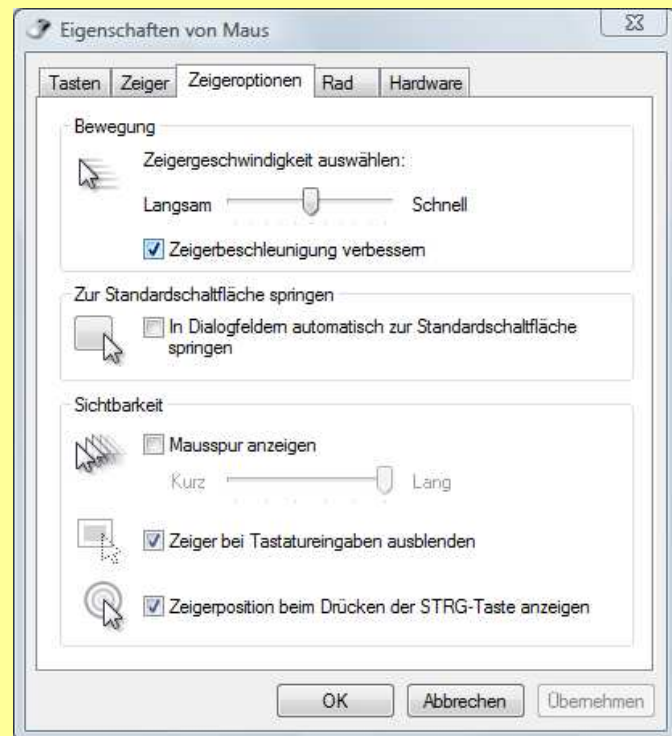 Eigenschaften von Maus
Tasten Zeiger Zeigeroptionen Rad Hardware
Bewegung
Zeigergeschwindigkeit auswählen:
Langsam Schnell
Zeigerbeschleunigung verbessern
Zur Standardschaltfläche springen
In Dialogfeldern automatisch zur Standardschaltfläche
springen
Sichtbarkeit
Mausspur anzeigen
Kurz Lang
Zeiger bei Tastatureingaben ausblenden
Zeigerposition beim Drücken der STRG-Taste anzeigen
OK Abbrechen Übernehmen